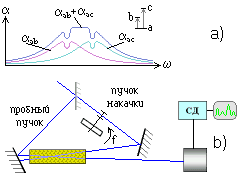 α
α_ab+α_ac
b
c
a
a)
α_ab
α_ac
ω
пробный
пучок
пучок
накачки
f
СД
b)